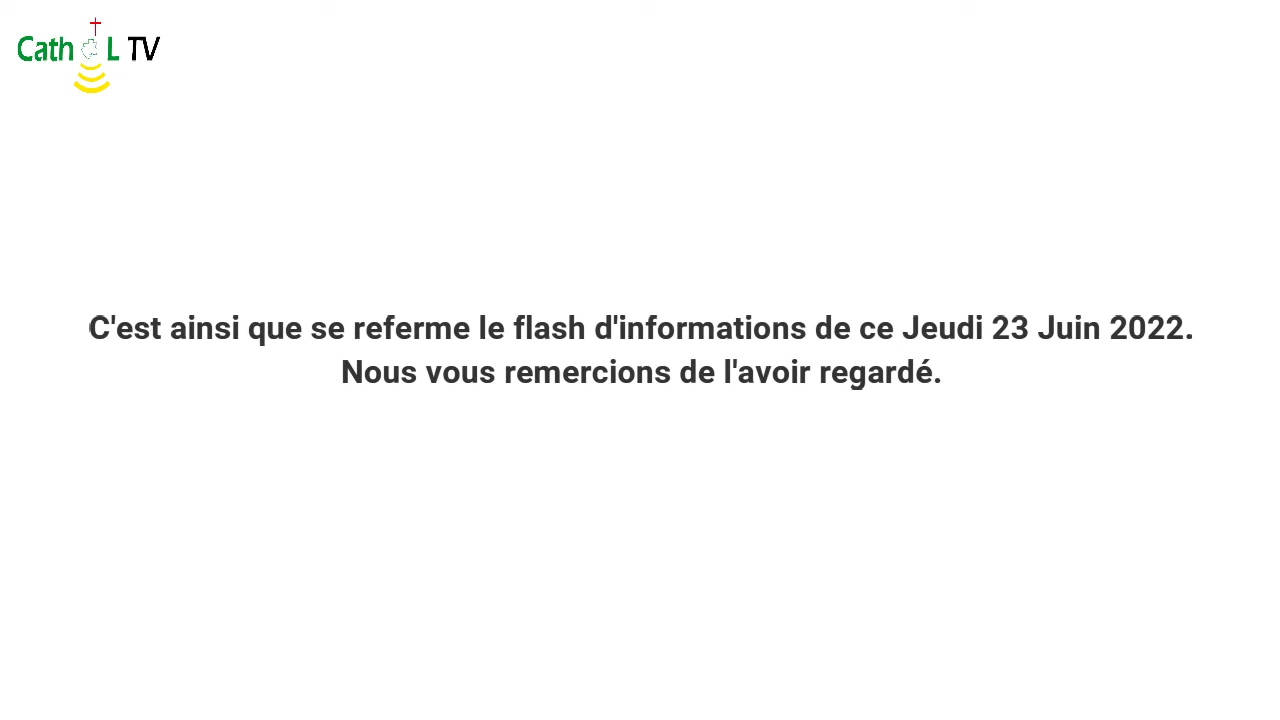 Cath L TV
C'est ainsi que se referme le flash d'informations de ce Jeudi 23 Juin 2022.
Nous vous remercions de l'avoir regardé.